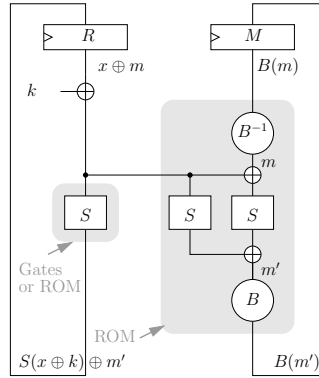 R
M
x ⊕ m
B(m)
k
B⁻¹
m
S
S
S
Gates
or ROM
m′
B
ROM
S(x ⊕ k) ⊕ m′
B(m′)